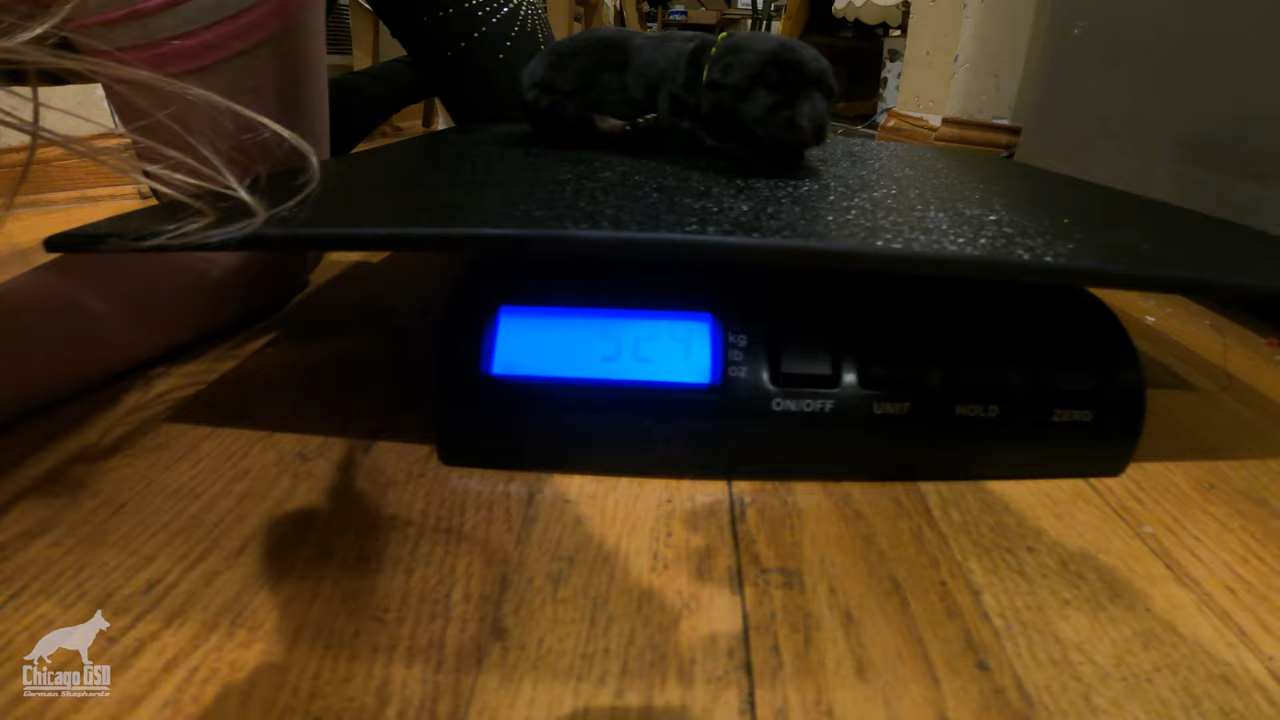 kg
lb
oz
ON/OFF
UNIT
HOLD
ZERO
Chicago GSD
German Shepherds